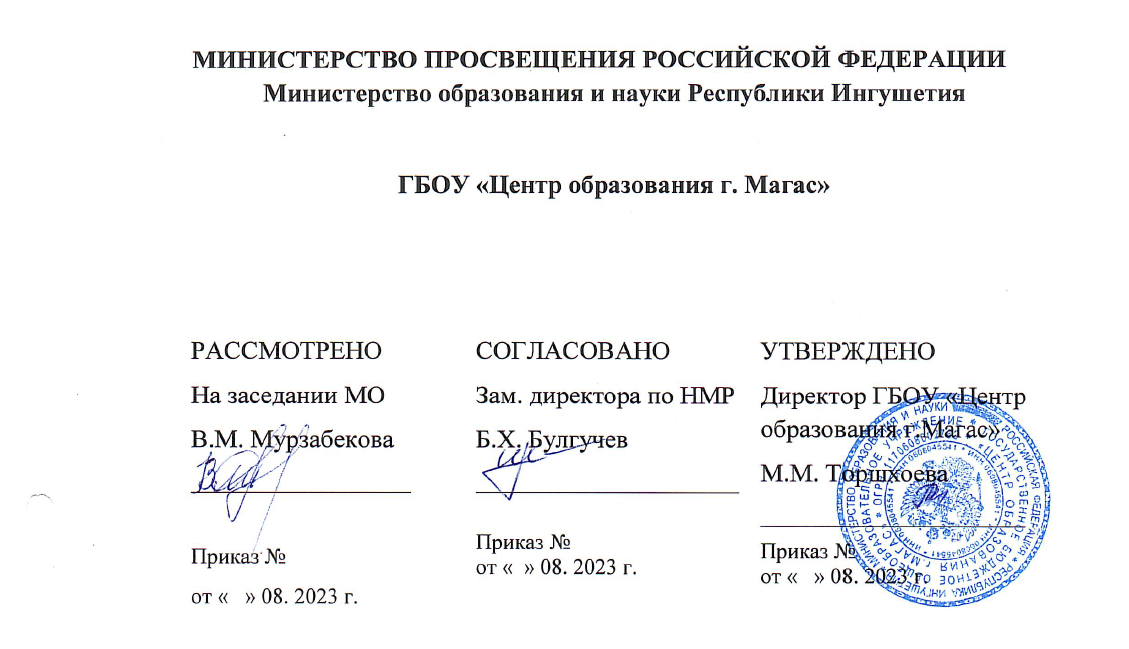 МИНИСТЕРСТВО ПРОСВЕЩЕНИЯ РОССИЙСКОЙ ФЕДЕРАЦИИ
Министерство образования и науки Республики Ингушетия
ГБОУ «Центр образования г. Магас»
РАССМОТРЕНО
На заседании МО
В.М. Мурзабекова
Приказ №
от « » 08. 2023 г.
СОГЛАСОВАНО
Зам. директора по НМР
Б.Х. Булгучев
Приказ №
от « » 08. 2023 г.
УТВЕРЖДЕНО
Директор ГБОУ «Центр
образования г. Магас»
М.М. Торшхоева
Приказ №
от « » 08. 2023 г.